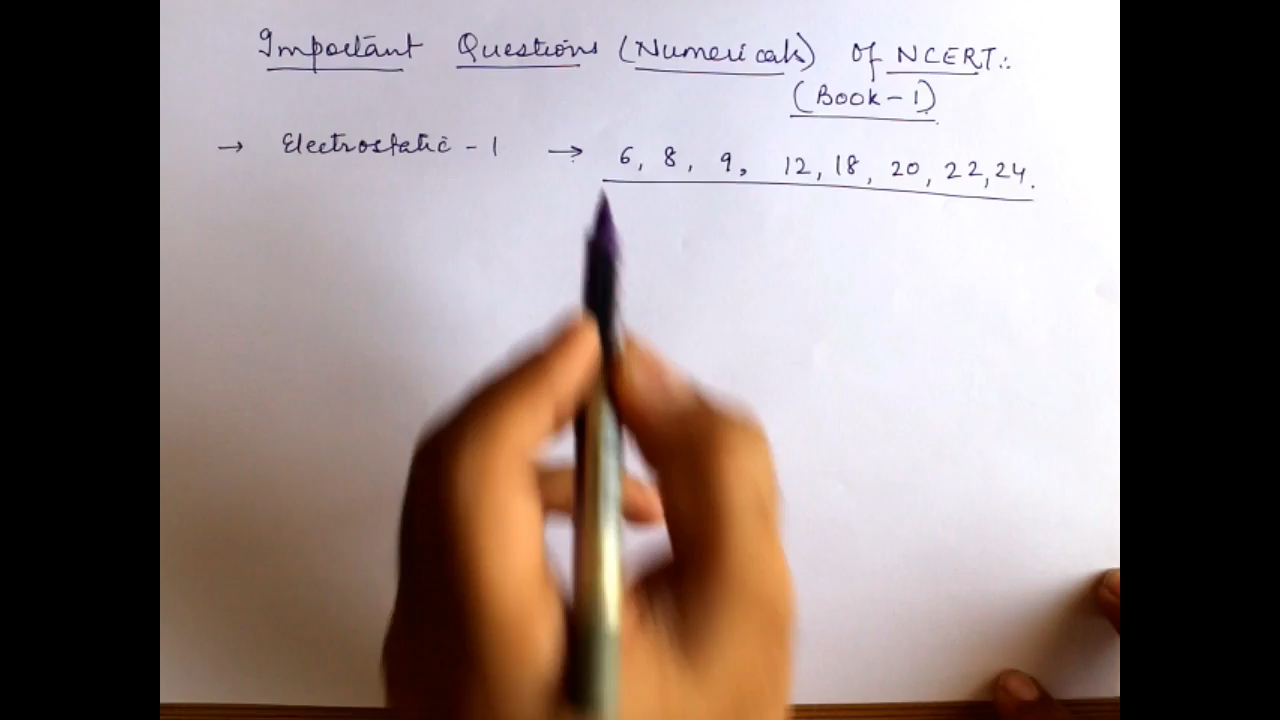 Important Questions (Numericals) of NCERT:.
(Book-1)
→ Electrostatic-1 → 6, 8, 9, 12, 18, 20, 22, 24.